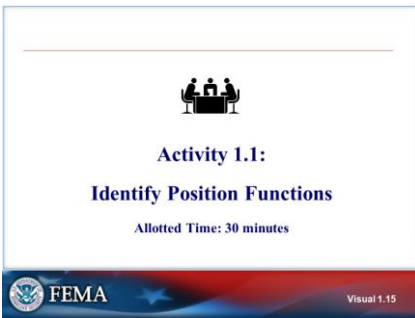 Activity 1.1:
Identify Position Functions
Allotted Time: 30 minutes
FEMA
Visual 1.15